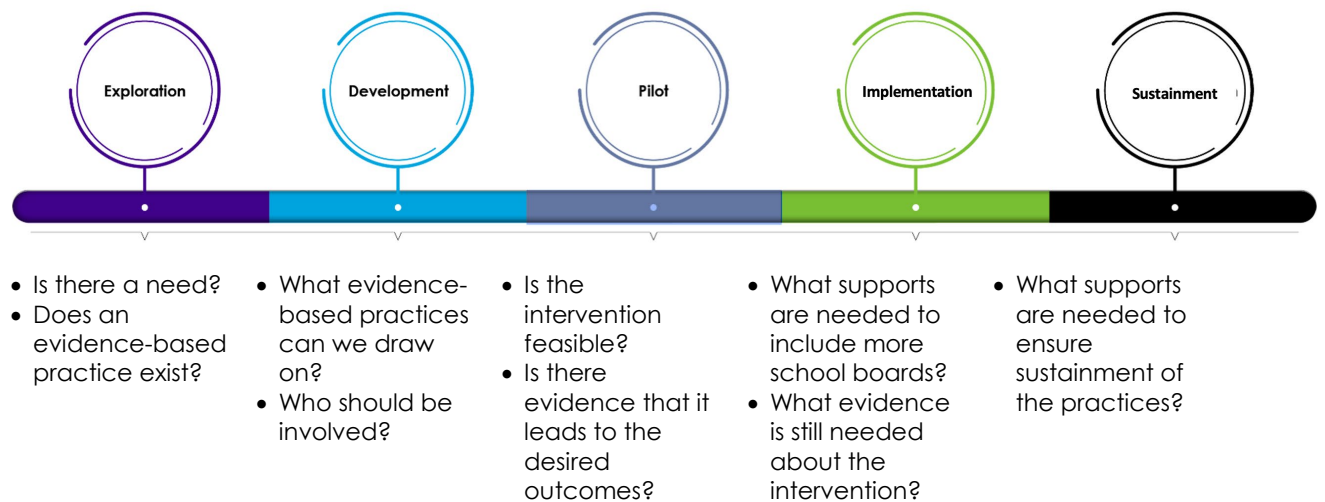 Exploration
Development
Pilot
Implementation
Sustainment
• Is there a need?
• Does an
evidence-based
practice exist?
• What evidence-
based practices
can we draw
on?
• Who should be
involved?
• Is the
intervention
feasible?
• Is there
evidence that it
leads to the
desired
outcomes?
• What supports
are needed to
include more
school boards?
• What evidence
is still needed
about the
intervention?
• What supports
are needed to
ensure
sustainment of
the practices?